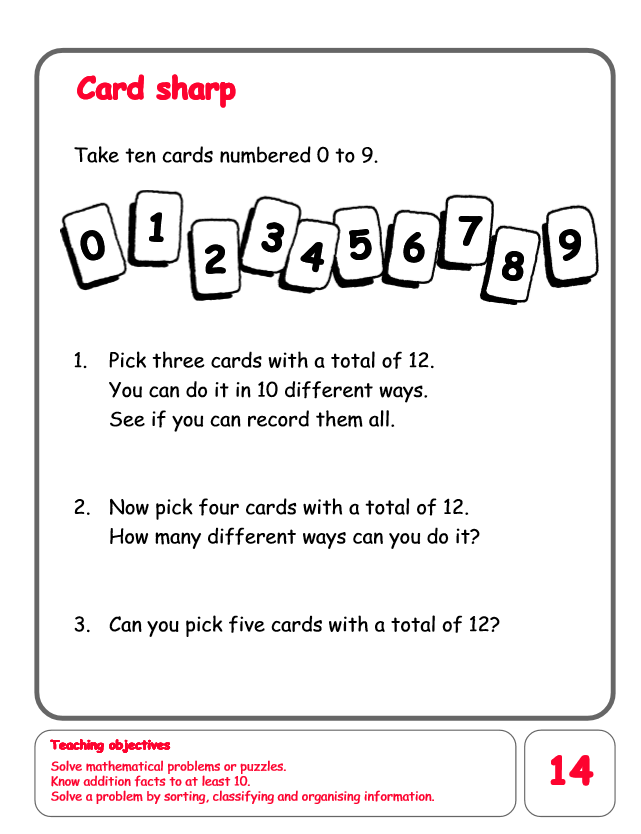 Card sharp
Take ten cards numbered 0 to 9.
0 1 2 3 4 5 6 7 8 9
1. Pick three cards with a total of 12.
You can do it in 10 different ways.
See if you can record them all.
2. Now pick four cards with a total of 12.
How many different ways can you do it?
3. Can you pick five cards with a total of 12?
Teaching objectives
Solve mathematical problems or puzzles.
Know addition facts to at least 10.
Solve a problem by sorting, classifying and organising information.
14